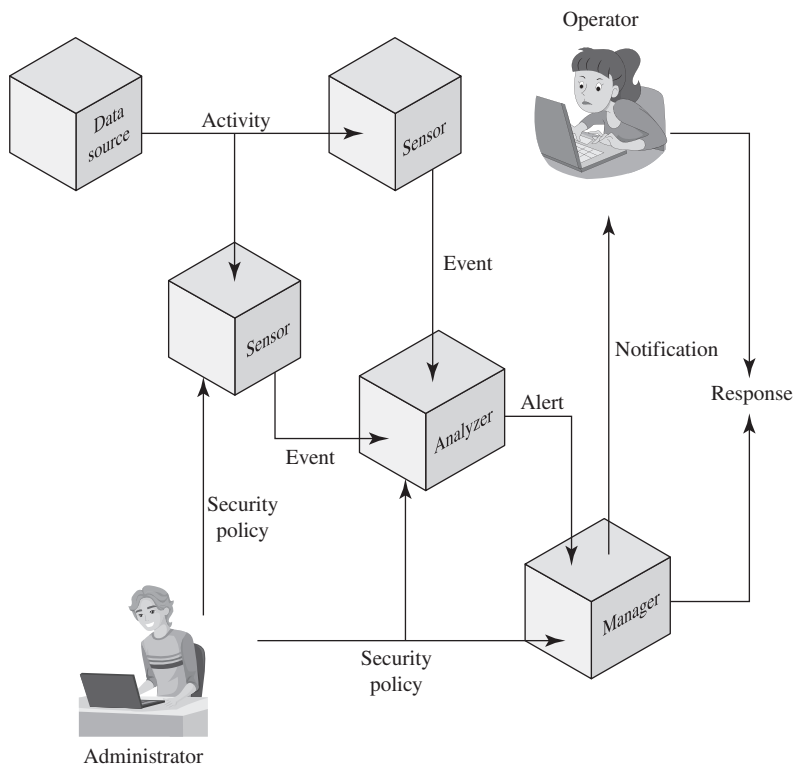 Operator
Data
source
Activity
Sensor
Event
Sensor
Notification
Response
Alert
Analyzer
Event
Security
policy
Manager
Security
policy
Administrator